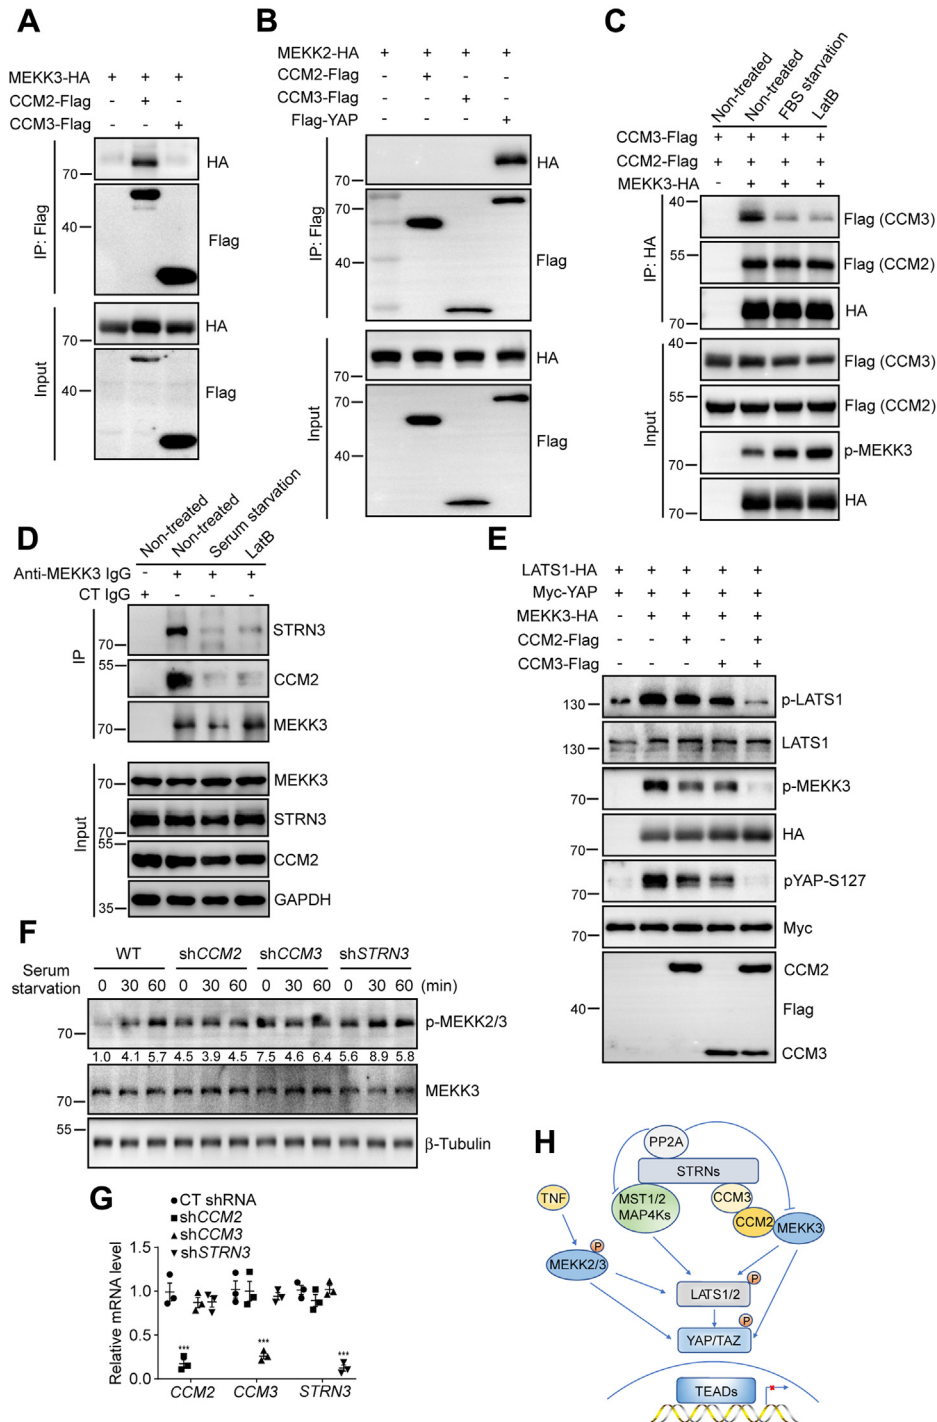 A
MEKK3-HA + + +
CCM2-Flag - + -
CCM3-Flag - - +
IP: Flag
HA
70
40
Flag
Input
HA
70
40
Flag
B
MEKK2-HA + + + +
CCM2-Flag - + - -
CCM3-Flag - - + -
Flag-YAP - - - +
IP: Flag
HA
70
70
40
Flag
Input
HA
70
70
40
Flag
C
Non-treated Non-treated FBS starvation LatB
CCM3-Flag + + + +
CCM2-Flag + + + +
MEKK3-HA - + + +
IP: HA
40
Flag (CCM3)
55
Flag (CCM2)
HA
70
Input
40
Flag (CCM3)
55
Flag (CCM2)
p-MEKK3
70
HA
70
D
Non-treated Non-treated Serum starvation LatB
Anti-MEKK3 IgG - + + +
CT IgG + - - -
IP
STRN3
70
55
CCM2
MEKK3
70
Input
MEKK3
70
STRN3
70
55
CCM2
GAPDH
35
E
LATS1-HA + + + + +
Myc-YAP + + + + +
MEKK3-HA - + + + +
CCM2-Flag - - + - +
CCM3-Flag - - - + +
p-LATS1
130
LATS1
130
p-MEKK3
70
HA
70
pYAP-S127
70
Myc
70
CCM2
40
Flag
CCM3
F
WT shCCM2 shCCM3 shSTRN3
Serum starvation
0 30 60 0 30 60 0 30 60 0 30 60 (min)
p-MEKK2/3
70
1.0 4.1 5.7 4.5 3.9 4.5 7.5 4.6 6.4 5.6 8.9 5.8
MEKK3
70
55
β-Tubulin
G
CT shRNA
shCCM2
shCCM3
shSTRN3
Relative mRNA level
1.5
1.0
0.5
0.0
*** *** ***
CCM2 CCM3 STRN3
H
PP2A
STRNs
TNF
MST1/2
MAP4Ks
CCM3
CCM2
MEKK3
P
MEKK2/3
P
LATS1/2
P
YAP/TAZ
TEADs